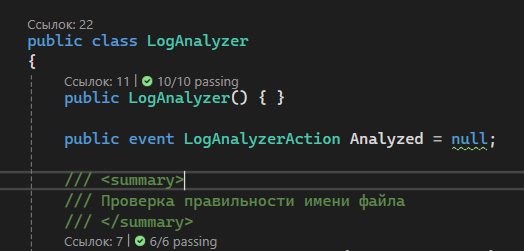 Ссылок: 22
public class LogAnalyzer
{
Ссылок: 11 | 10/10 passing
public LogAnalyzer() { }
public event LogAnalyzerAction Analyzed = null;
/// <summary>
/// Проверка правильности имени файла
/// </summary>
Ссылок: 7 | 6/6 passing